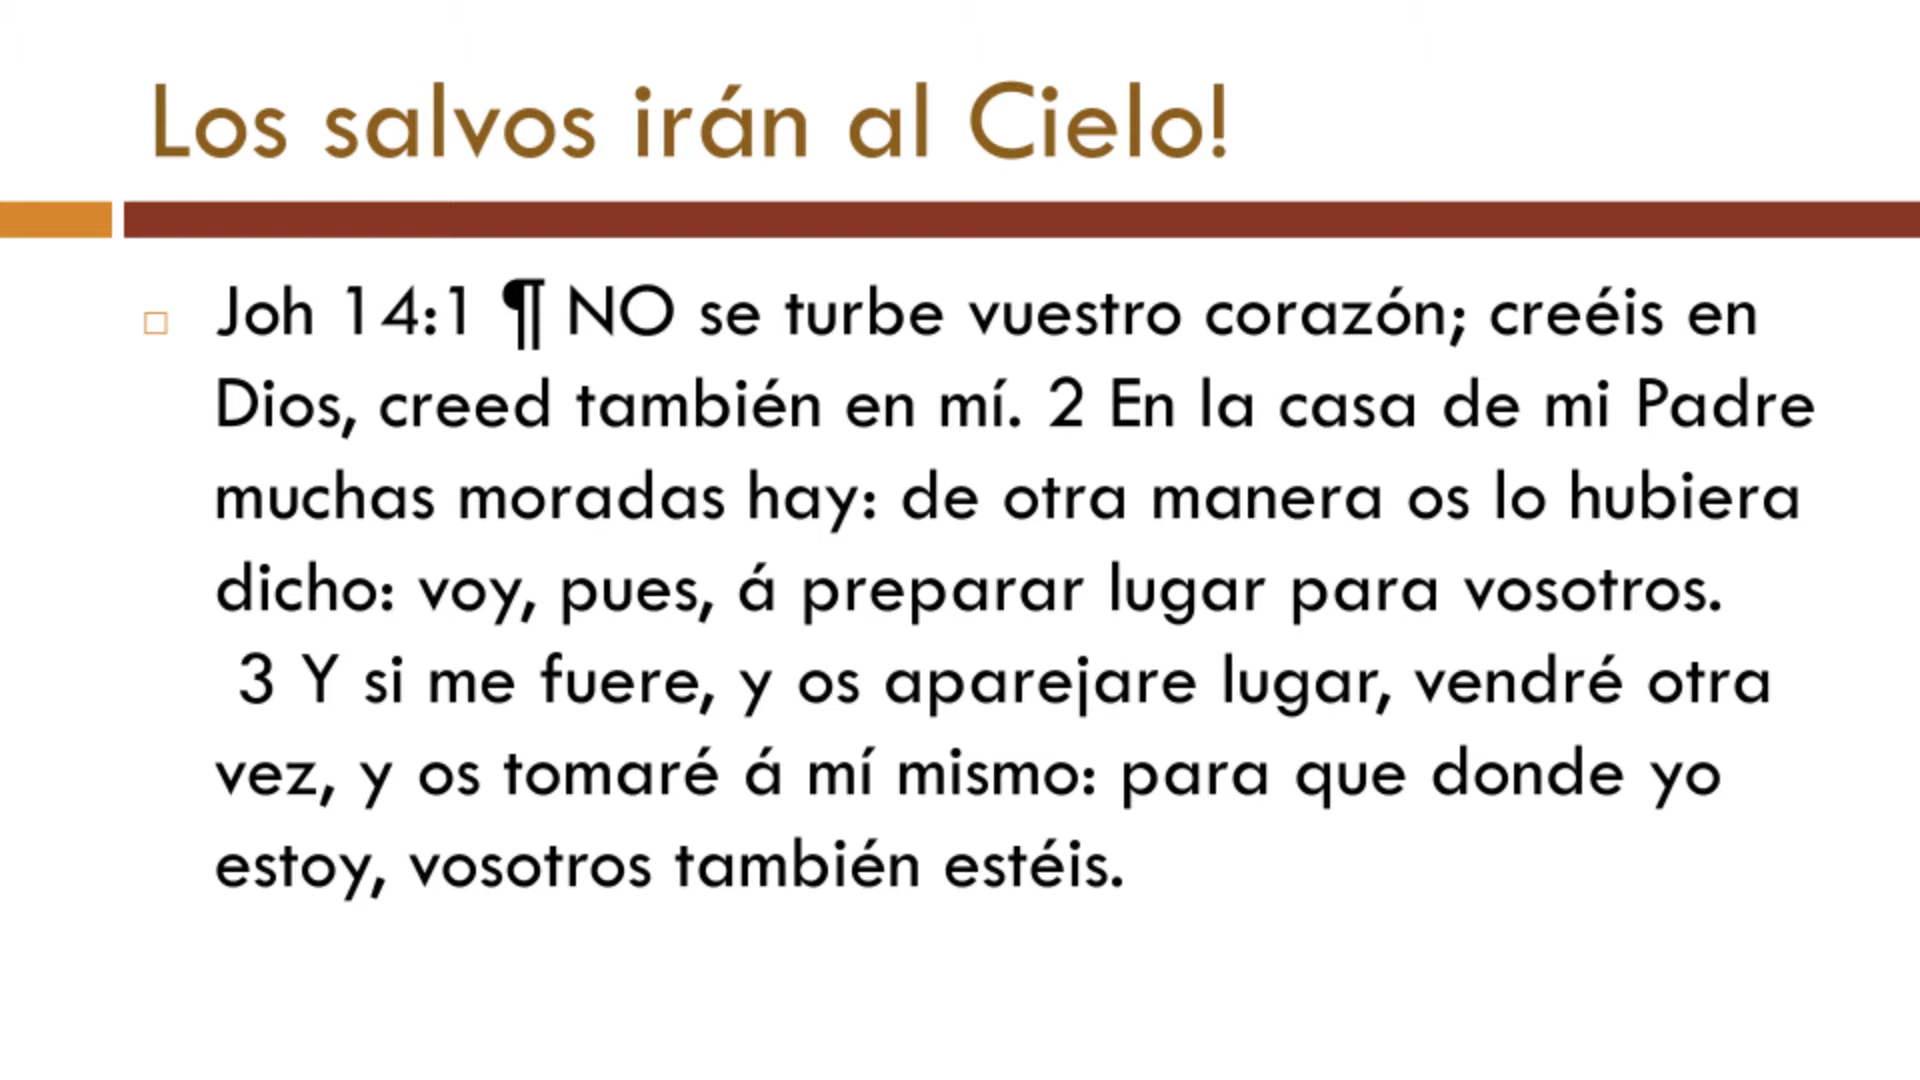 Los salvos irán al Cielo!
Joh 14:1 ¶ NO se turbe vuestro corazón; creéis en
Dios, creed también en mí. 2 En la casa de mi Padre
muchas moradas hay: de otra manera os lo hubiera
dicho: voy, pues, á preparar lugar para vosotros.
3 Y si me fuere, y os aparejare lugar, vendré otra
vez, y os tomaré á mí mismo: para que donde yo
estoy, vosotros también estéis.